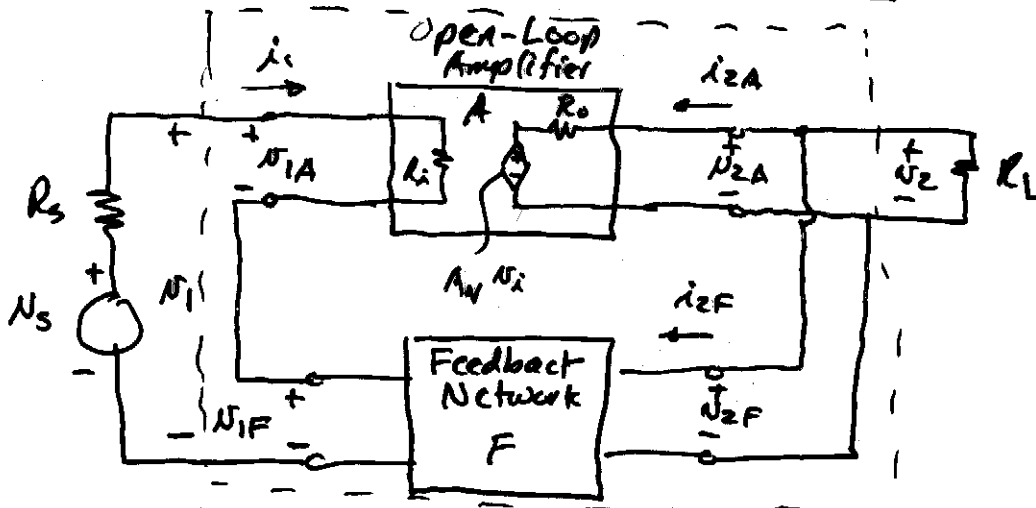 Open-Loop
Amplifier
i₁
i2A
A
R₀
+
+
v1A
Ri
+
v2A
+
v2
RL
-
-
-
-
Rs
+
vs
v1
Av vi
i2F
-
Feedback
Network
F
+
v1F
-
-
+
v2F
-